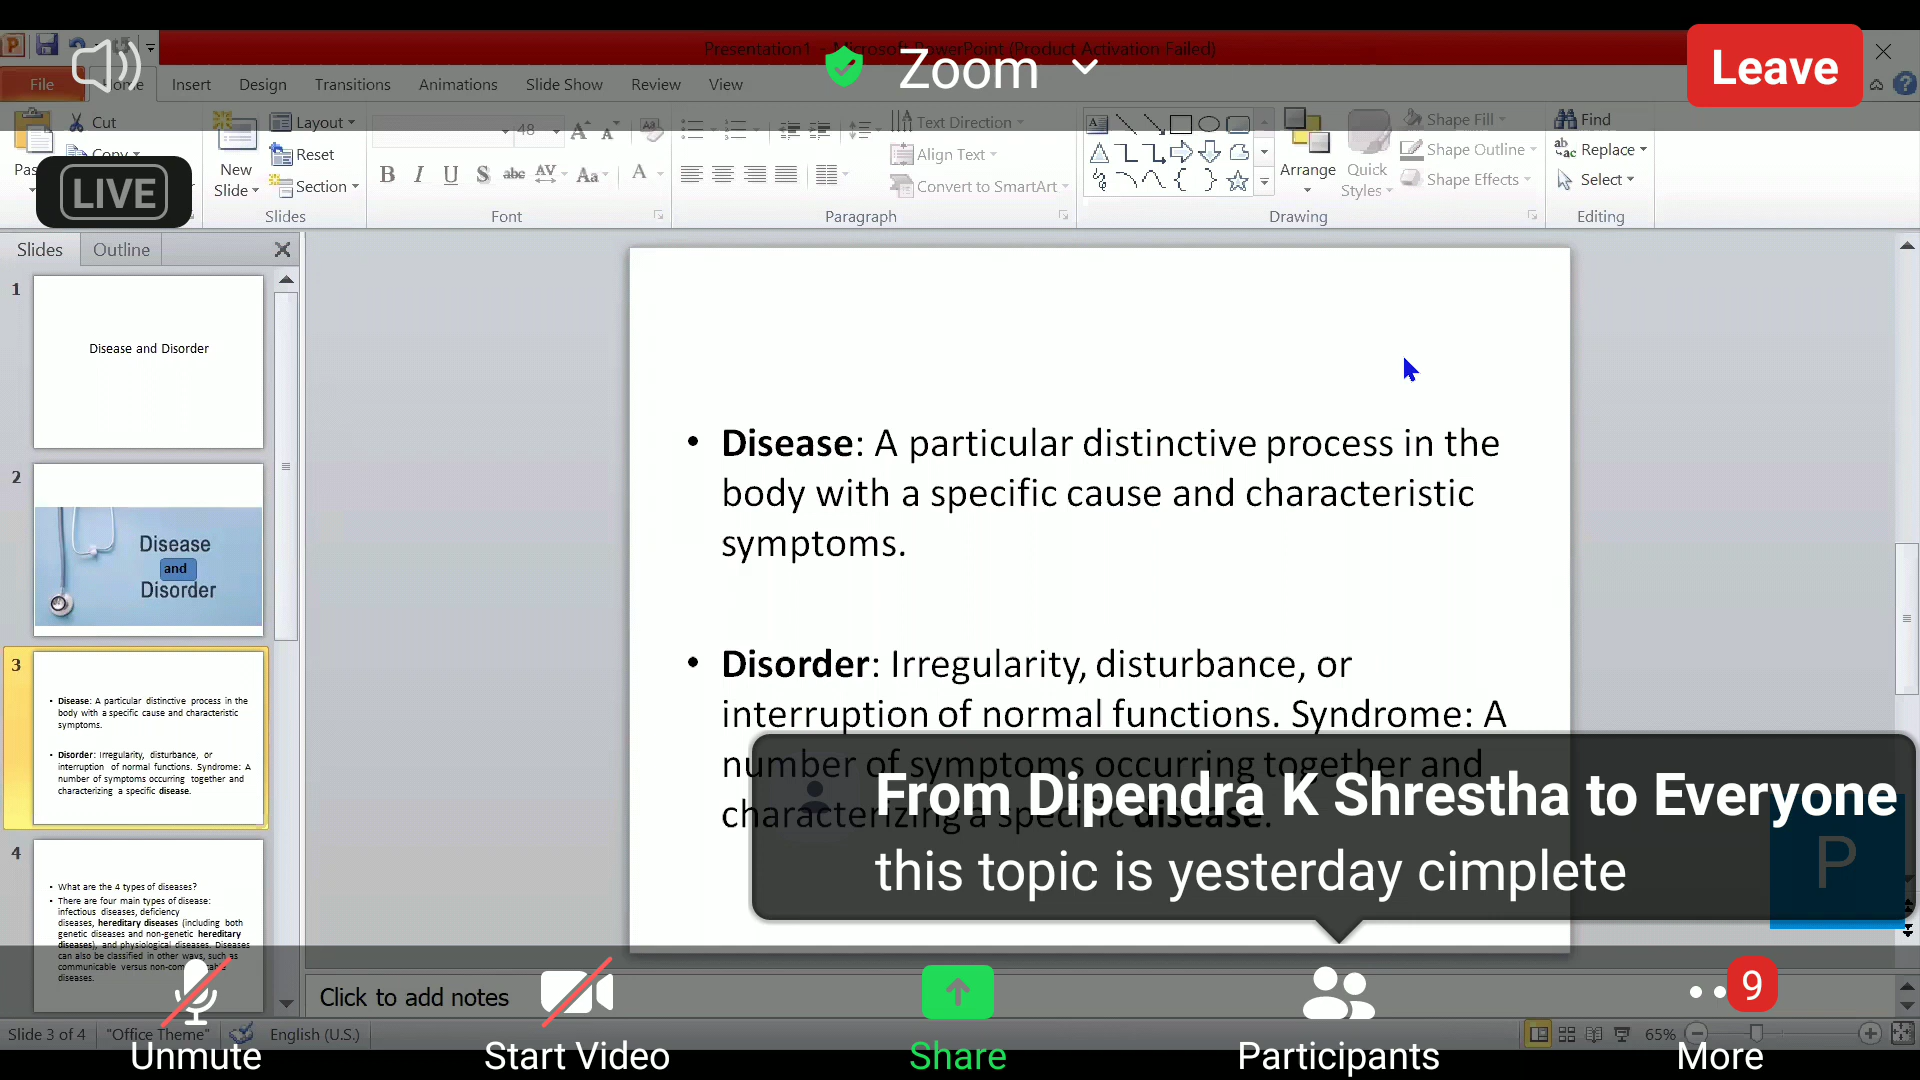 Presentation1 - Microsoft PowerPoint (Product Activation Failed)
Zoom
Leave
File
Home
Insert
Design
Transitions
Animations
Slide Show
Review
View
Cut
Copy
LIVE
New
Slide
Layout
Reset
Section
Slides
48
B I U S abc AV Aa A
Font
Text Direction
Align Text
Convert to SmartArt
Paragraph
Arrange
Quick
Styles
Shape Fill
Shape Outline
Shape Effects
Drawing
Find
Replace
Select
Editing
Slides
Outline
1
Disease and Disorder
2
Disease
and
Disorder
3
• Disease: A particular distinctive process in the
body with a specific cause and characteristic
symptoms.
• Disorder: Irregularity, disturbance, or
interruption of normal functions. Syndrome: A
number of symptoms occurring together and
characterizing a specific disease.
4
• What are the 4 types of diseases?
• There are four main types of disease:
infectious diseases, deficiency
diseases, hereditary diseases (including both
genetic diseases and non-genetic hereditary
diseases), and physiological diseases. Diseases
can also be classified in other ways, such as
communicable versus
diseases.
• Disease: A particular distinctive process in the
body with a specific cause and characteristic
symptoms.
• Disorder: Irregularity, disturbance, or
interruption of normal functions. Syndrome: A
number of symptoms occurring together and
characterizing a specific disease.
From Dipendra K Shrestha to Everyone
this topic is yesterday cimplete
P
Click to add notes
9
Slide 3 of 4
"Office Theme"
English (U.S.)
65%
Unmute
Start Video
Share
Participants
More